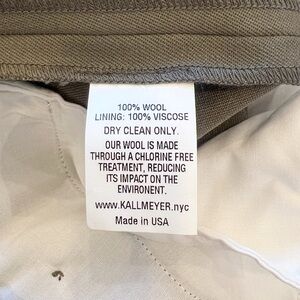 100% WOOL
LINING: 100% VISCOSE
DRY CLEAN ONLY.
OUR WOOL IS MADE
THROUGH A CHLORINE FREE
TREATMENT, REDUCING
ITS IMPACT ON THE
ENVIRONENT.
www.KALLMEYER.nyc
Made in USA